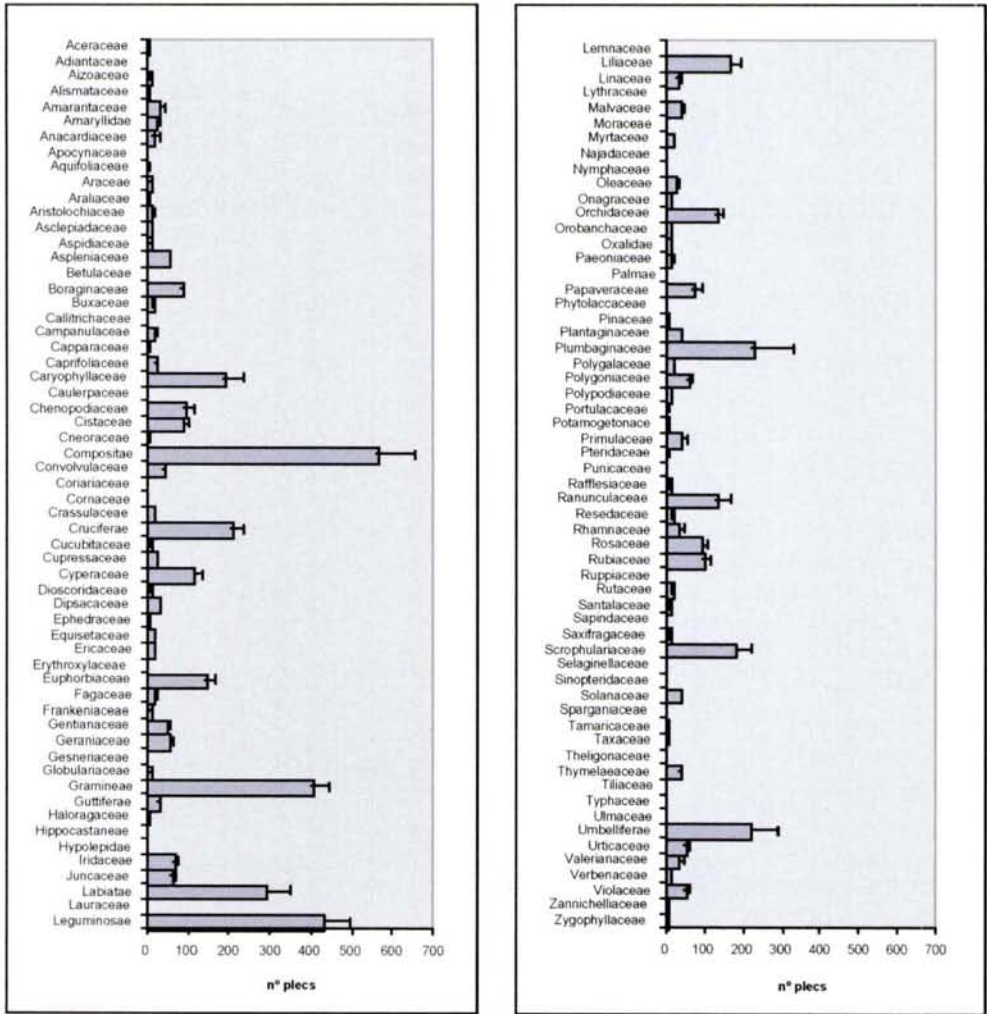 Aceraceae
Adiantaceae
Aizoaceae
Alismataceae
Amarantaceae
Amaryllidae
Anacardiaceae
Apocynaceae
Aquifoliaceae
Araceae
Araliaceae
Aristolochiaceae
Asclepiadaceae
Aspidiaceae
Aspleniaceae
Betulaceae
Boraginaceae
Buxaceae
Callitrichaceae
Campanulaceae
Capparaceae
Caprifoliaceae
Caryophyllaceae
Caulerpaceae
Chenopodiaceae
Cistaceae
Cneoraceae
Compositae
Convolvulaceae
Coriariaceae
Cornaceae
Crassulaceae
Cruciferae
Cucubitaceae
Cupressaceae
Cyperaceae
Dioscoridaceae
Dipsacaceae
Ephedraceae
Equisetaceae
Ericaceae
Erythroxylaceae
Euphorbiaceae
Fagaceae
Frankeniaceae
Gentianaceae
Geraniaceae
Gesneriaceae
Globulariaceae
Gramineae
Guttiferae
Haloragaceae
Hippocastaneae
Hypolepidae
Iridaceae
Juncaceae
Labiatae
Lauraceae
Leguminosae
0 100 200 300 400 500 600 700
nº plecs
Lemnaceae
Liliaceae
Linaceae
Lythraceae
Malvaceae
Moraceae
Myrtaceae
Najadaceae
Nymphaceae
Oleaceae
Onagraceae
Orchidaceae
Orobanchaceae
Oxalidae
Paeoniaceae
Palmae
Papaveraceae
Phytolaccaceae
Pinaceae
Plantaginaceae
Plumbaginaceae
Polygalaceae
Polygoniaceae
Polypodiaceae
Portulacaceae
Potamogetonace
Primulaceae
Pteridaceae
Punicaceae
Rafflesiaceae
Ranunculaceae
Resedaceae
Rhamnaceae
Rosaceae
Rubiaceae
Ruppiaceae
Rutaceae
Santalaceae
Sapindaceae
Saxifragaceae
Scrophulariaceae
Selaginellaceae
Sinopteridaceae
Solanaceae
Sparganiaceae
Tamaricaceae
Taxaceae
Theligonaceae
Thymelaeaceae
Tiliaceae
Typhaceae
Ulmaceae
Umbelliferae
Urticaceae
Valerianaceae
Verbenaceae
Violaceae
Zannichelliaceae
Zygophyllaceae
0 100 200 300 400 500 600 700
nº plecs